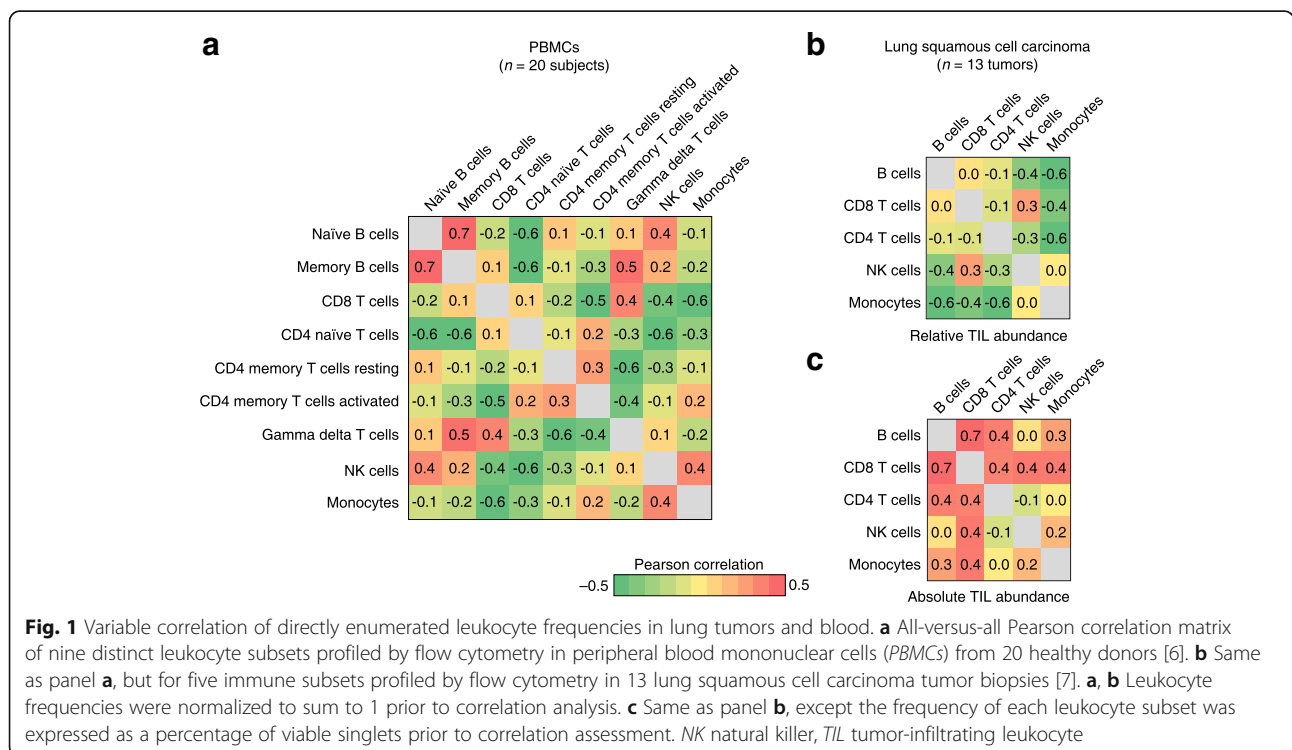 a
PBMCs
(n = 20 subjects)
Naïve B cells
Memory B cells
CD8 T cells
CD4 naïve T cells
CD4 memory T cells resting
CD4 memory T cells activated
Gamma delta T cells
NK cells
Monocytes
Naïve B cells 0.7 -0.2 -0.6 0.1 -0.1 0.1 0.4 -0.1
Memory B cells 0.7 0.1 -0.6 -0.1 -0.3 0.5 0.2 -0.2
CD8 T cells -0.2 0.1 0.1 -0.2 -0.5 0.4 -0.4 -0.6
CD4 naïve T cells -0.6 -0.6 0.1 -0.1 0.2 -0.3 -0.6 -0.3
CD4 memory T cells resting 0.1 -0.1 -0.2 -0.1 0.3 -0.6 -0.3 -0.1
CD4 memory T cells activated -0.1 -0.3 -0.5 0.2 0.3 -0.4 -0.1 0.2
Gamma delta T cells 0.1 0.5 0.4 -0.3 -0.6 -0.4 0.1 -0.2
NK cells 0.4 0.2 -0.4 -0.6 -0.3 -0.1 0.1 0.4
Monocytes -0.1 -0.2 -0.6 -0.3 -0.1 0.2 -0.2 0.4
Pearson correlation
–0.5 0.5
b
Lung squamous cell carcinoma
(n = 13 tumors)
B cells
CD8 T cells
CD4 T cells
NK cells
Monocytes
B cells 0.0 -0.1 -0.4 -0.6
CD8 T cells 0.0 -0.1 0.3 -0.4
CD4 T cells -0.1 -0.1 -0.3 -0.6
NK cells -0.4 0.3 -0.3 0.0
Monocytes -0.6 -0.4 -0.6 0.0
Relative TIL abundance
c
B cells
CD8 T cells
CD4 T cells
NK cells
Monocytes
B cells 0.7 0.4 0.0 0.3
CD8 T cells 0.7 0.4 0.4 0.4
CD4 T cells 0.4 0.4 -0.1 0.0
NK cells 0.0 0.4 -0.1 0.2
Monocytes 0.3 0.4 0.0 0.2
Absolute TIL abundance
Fig. 1 Variable correlation of directly enumerated leukocyte frequencies in lung tumors and blood. a All-versus-all Pearson correlation matrix
of nine distinct leukocyte subsets profiled by flow cytometry in peripheral blood mononuclear cells (PBMCs) from 20 healthy donors [6]. b Same
as panel a, but for five immune subsets profiled by flow cytometry in 13 lung squamous cell carcinoma tumor biopsies [7]. a, b Leukocyte
frequencies were normalized to sum to 1 prior to correlation analysis. c Same as panel b, except the frequency of each leukocyte subset was
expressed as a percentage of viable singlets prior to correlation assessment. NK natural killer, TIL tumor-infiltrating leukocyte